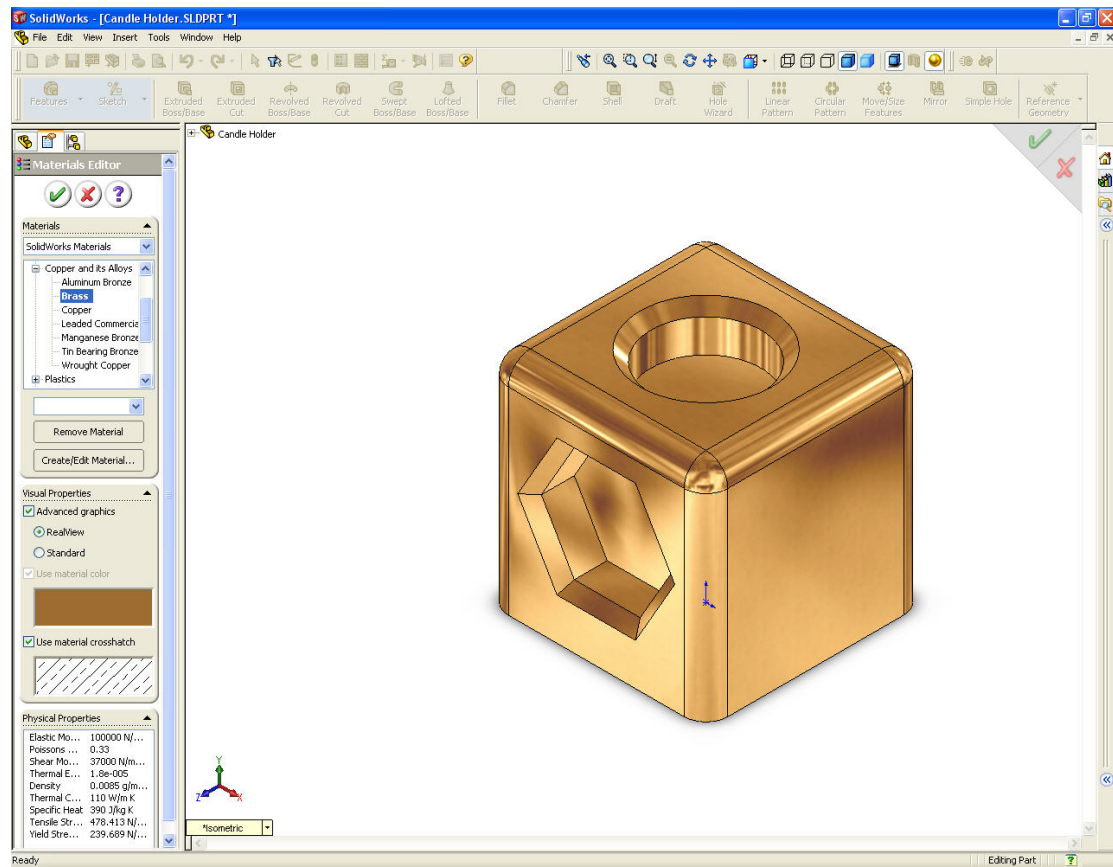 SolidWorks - [Candle Holder.SLDPRT *]
File Edit View Insert Tools Window Help
Features Sketch Extruded Boss/Base Extruded Cut Revolved Boss/Base Revolved Cut Swept Boss/Base Lofted Boss/Base Fillet Chamfer Shell Draft Hole Wizard Linear Pattern Circular Pattern Move/Size Features Mirror Simple Hole Reference Geometry
Candle Holder
Materials Editor
Materials
SolidWorks Materials
Copper and its Alloys
Aluminum Bronze
Brass
Copper
Leaded Commercia
Manganese Bronze
Tin Bearing Bronze
Wrought Copper
Plastics
Remove Material
Create/Edit Material...
Visual Properties
Advanced graphics
RealView
Standard
Use material color
Use material crosshatch
Physical Properties
Elastic Mo... 100000 N/...
Poissons ... 0.33
Shear Mo... 37000 N/m...
Thermal E... 1.8e-005
Density 0.0085 g/m...
Thermal C... 110 W/m K
Specific Heat 390 J/kg K
Tensile Str... 478.413 N/...
Yield Stre... 239.689 N/...
Y
Z X
*Isometric
Ready Editing Part